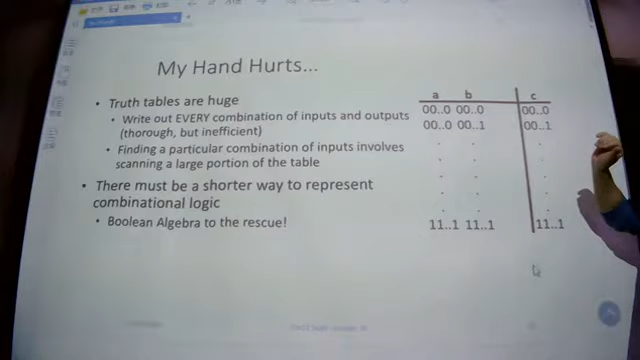 My Hand Hurts...
• Truth tables are huge
• Write out EVERY combination of inputs and outputs
(thorough, but inefficient)
• Finding a particular combination of inputs involves
scanning a large portion of the table
• There must be a shorter way to represent
combinational logic
• Boolean Algebra to the rescue!
a b c
00..0 00..0 00..0
00..0 00..1 00..1
. . .
. . .
. . .
. . .
. . .
11..1 11..1 11..1